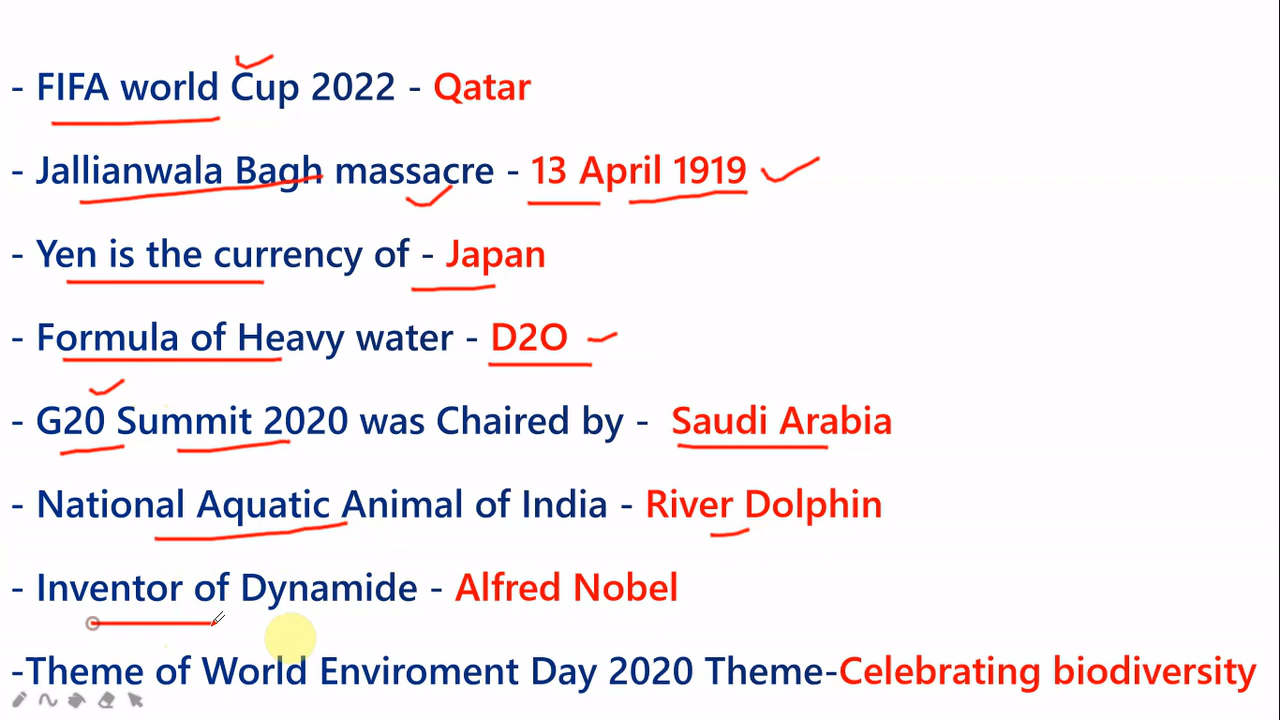 - FIFA world Cup 2022 - Qatar
- Jallianwala Bagh massacre - 13 April 1919
- Yen is the currency of - Japan
- Formula of Heavy water - D2O
- G20 Summit 2020 was Chaired by - Saudi Arabia
- National Aquatic Animal of India - River Dolphin
- Inventor of Dynamide - Alfred Nobel
-Theme of World Enviroment Day 2020 Theme-Celebrating biodiversity